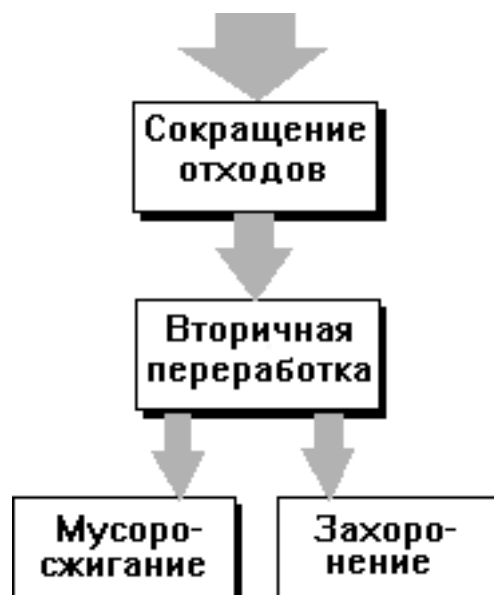 Сокращение
отходов
Вторичная
переработка
Мусоро-
сжигание
Захоро-
нение